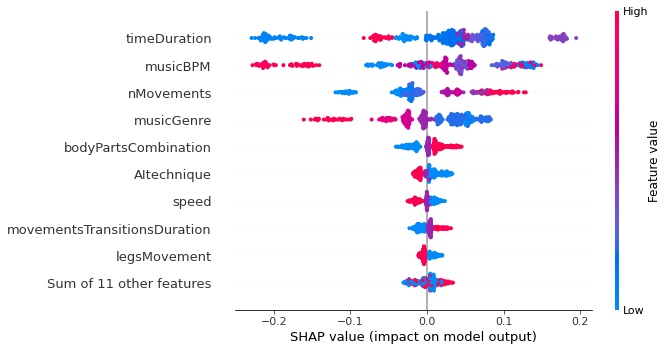 High
timeDuration
musicBPM
nMovements
musicGenre
bodyPartsCombination
AItechnique
speed
movementsTransitionsDuration
legsMovement
Sum of 11 other features
Feature value
Low
−0.2 −0.1 0.0 0.1 0.2
SHAP value (impact on model output)